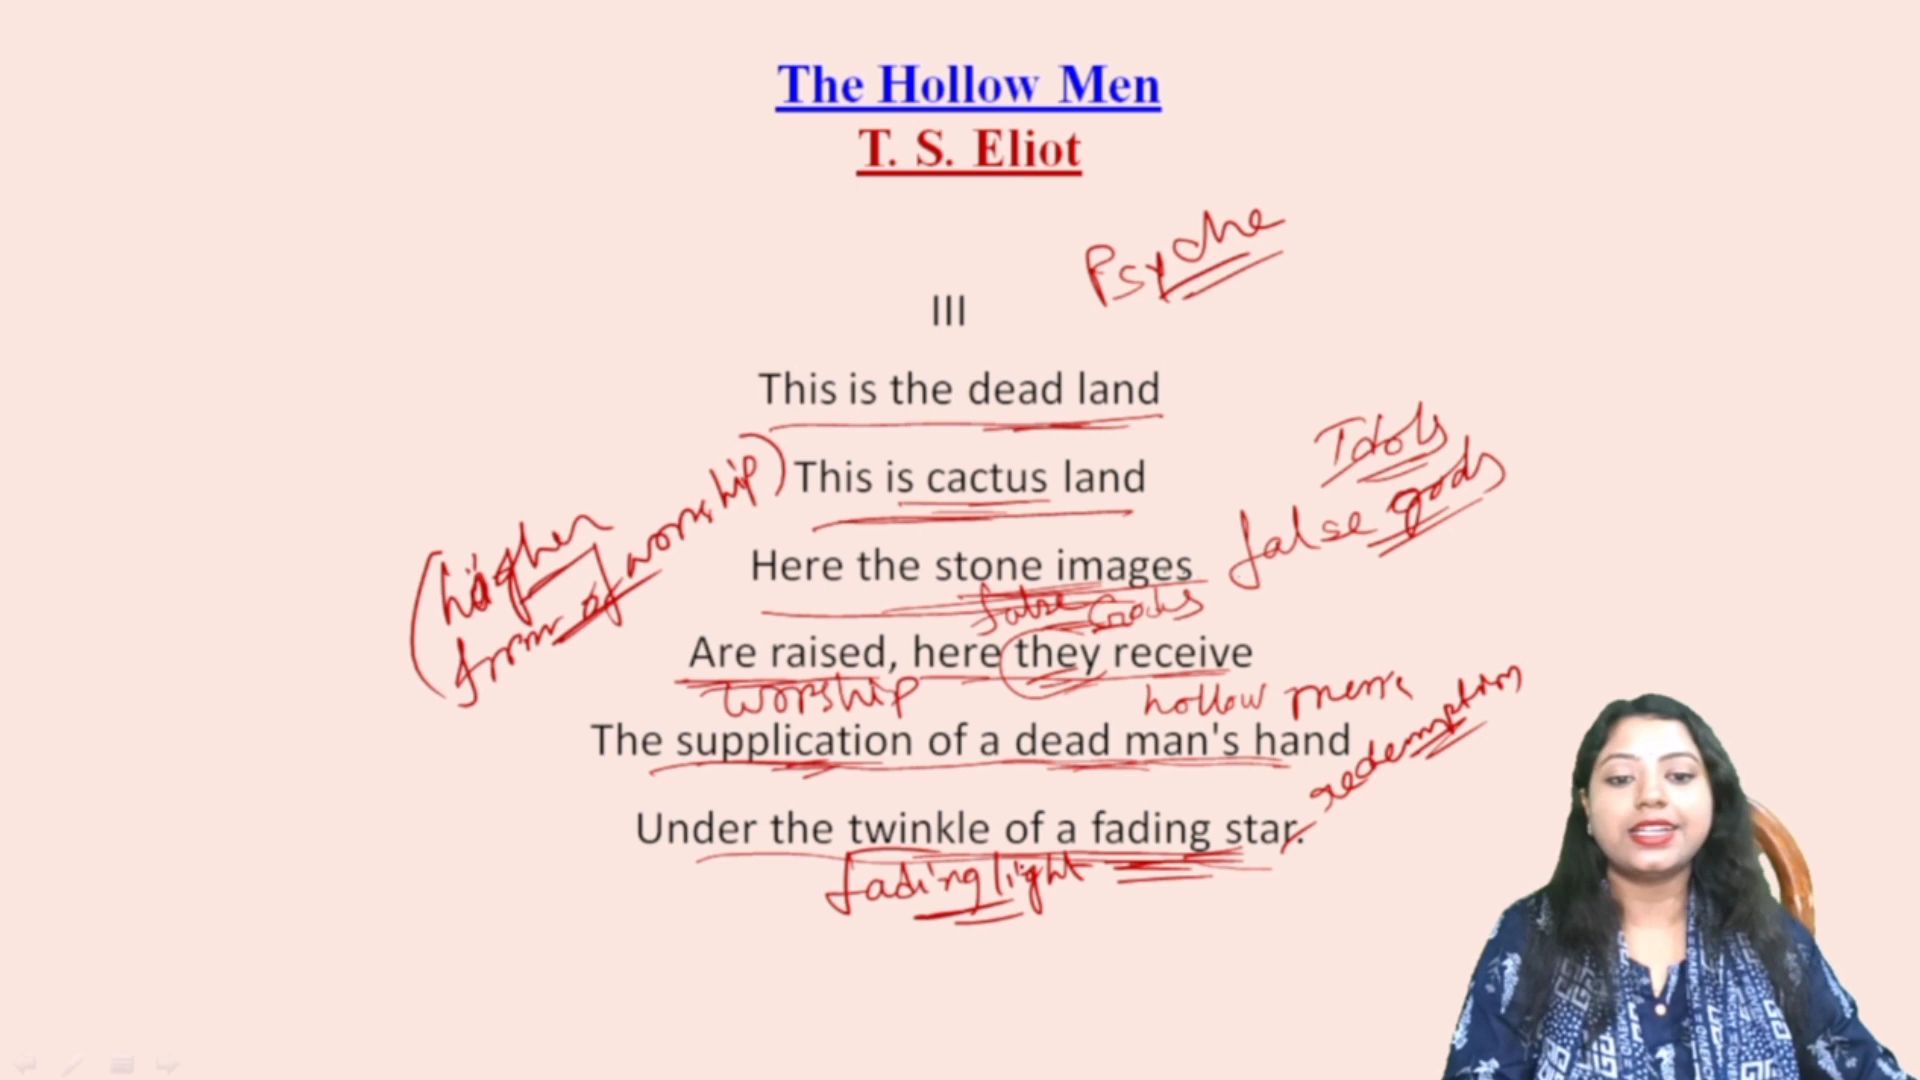 The Hollow Men
T. S. Eliot
Psyche
III
This is the dead land
Idols
false gods
This is cactus land
(higher
form of worship)
Here the stone images
false Gods
Are raised, here they receive
worship
hollow men
The supplication of a dead man's hand
redemption
Under the twinkle of a fading star.
fading light